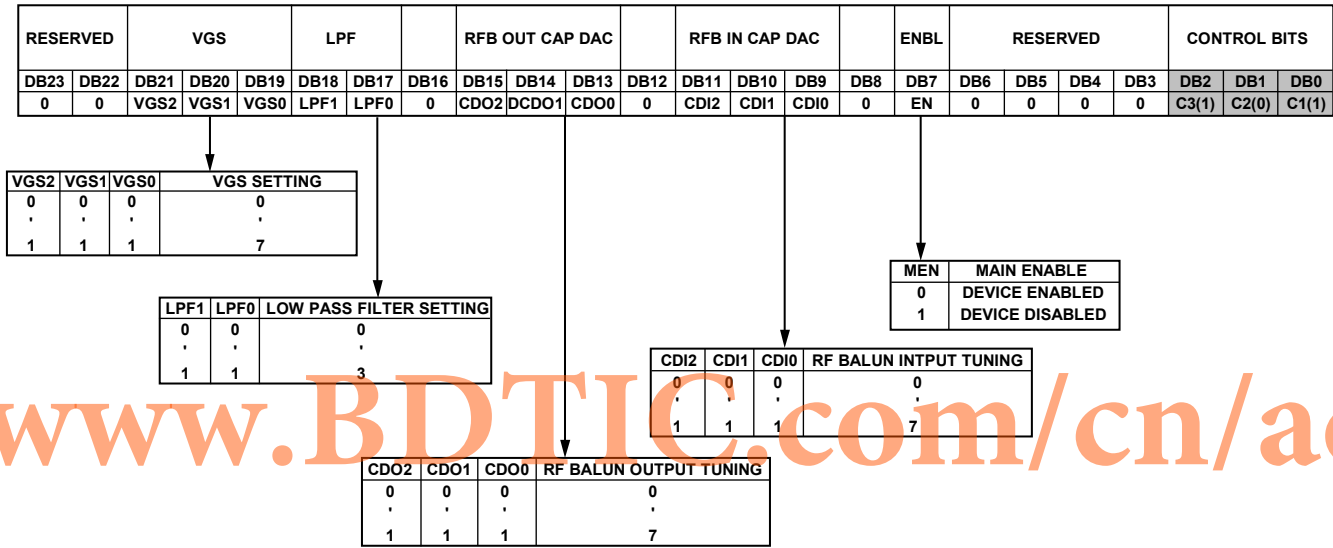 RESERVED VGS LPF RFB OUT CAP DAC RFB IN CAP DAC ENBL RESERVED CONTROL BITS
DB23 DB22 DB21 DB20 DB19 DB18 DB17 DB16 DB15 DB14 DB13 DB12 DB11 DB10 DB9 DB8 DB7 DB6 DB5 DB4 DB3 DB2 DB1 DB0
0 0 VGS2 VGS1 VGS0 LPF1 LPF0 0 CDO2 DCDO1 CDO0 0 CDI2 CDI1 CDI0 0 EN 0 0 0 0 C3(1) C2(0) C1(1)
VGS2 VGS1 VGS0 VGS SETTING
0 0 0 0
' ' ' '
1 1 1 7
MEN MAIN ENABLE
0 DEVICE ENABLED
1 DEVICE DISABLED
LPF1 LPF0 LOW PASS FILTER SETTING
0 0 0
' ' '
1 1 3
CDI2 CDI1 CDI0 RF BALUN INTPUT TUNING
0 0 0 0
' ' ' '
1 1 1 7
www.BDTIC.com/cn/ad
CDO2 CDO1 CDO0 RF BALUN OUTPUT TUNING
0 0 0 0
' ' ' '
1 1 1 7